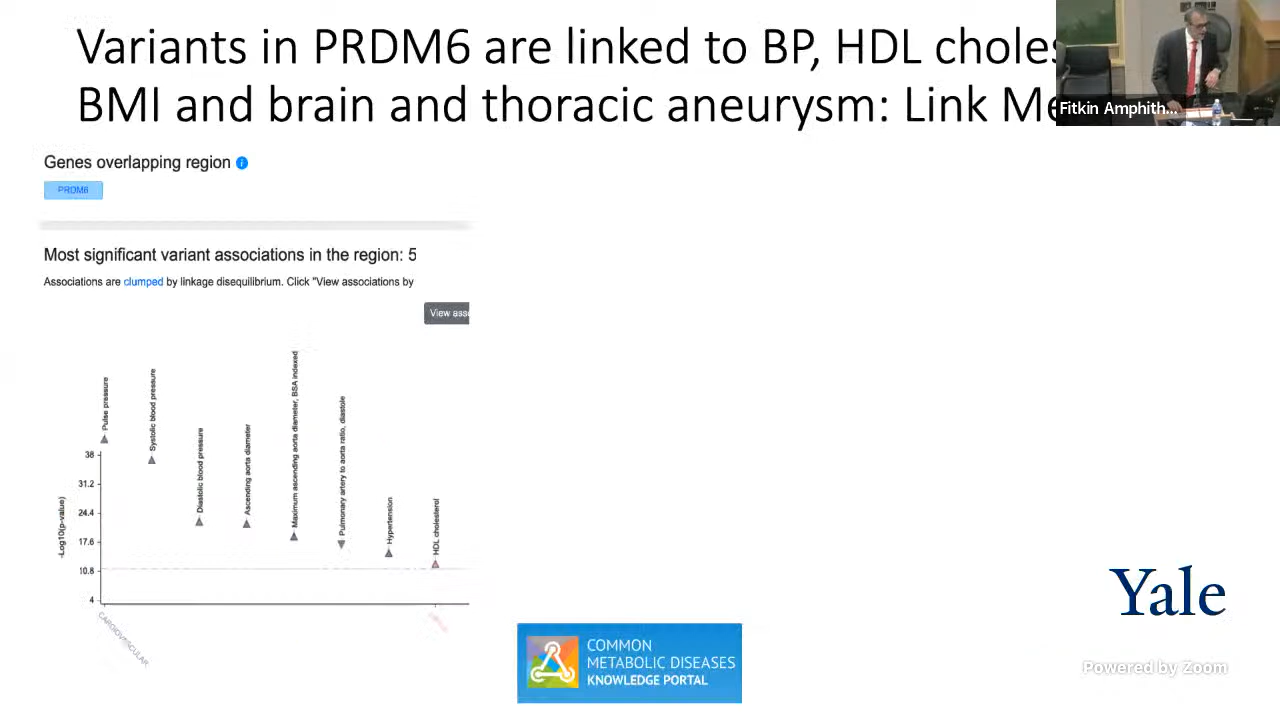 Variants in PRDM6 are linked to BP, HDL choles
BMI and brain and thoracic aneurysm: Link Me
Fitkin Amphith...
Genes overlapping region
PRDM6
Most significant variant associations in the region: 5
Associations are clumped by linkage disequilibrium. Click "View associations by
View asso
Pulse pressure
Systolic blood pressure
Diastolic blood pressure
Ascending aorta diameter
Maximum ascending aorta diameter, BSA indexed
Pulmonary artery to aorta ratio, diastole
Hypertension
HDL cholesterol
-Log10(p-value)
38
31.2
24.4
17.6
10.8
4
CARDIOVASCULAR
COMMON
METABOLIC DISEASES
KNOWLEDGE PORTAL
Yale
Powered by Zoom